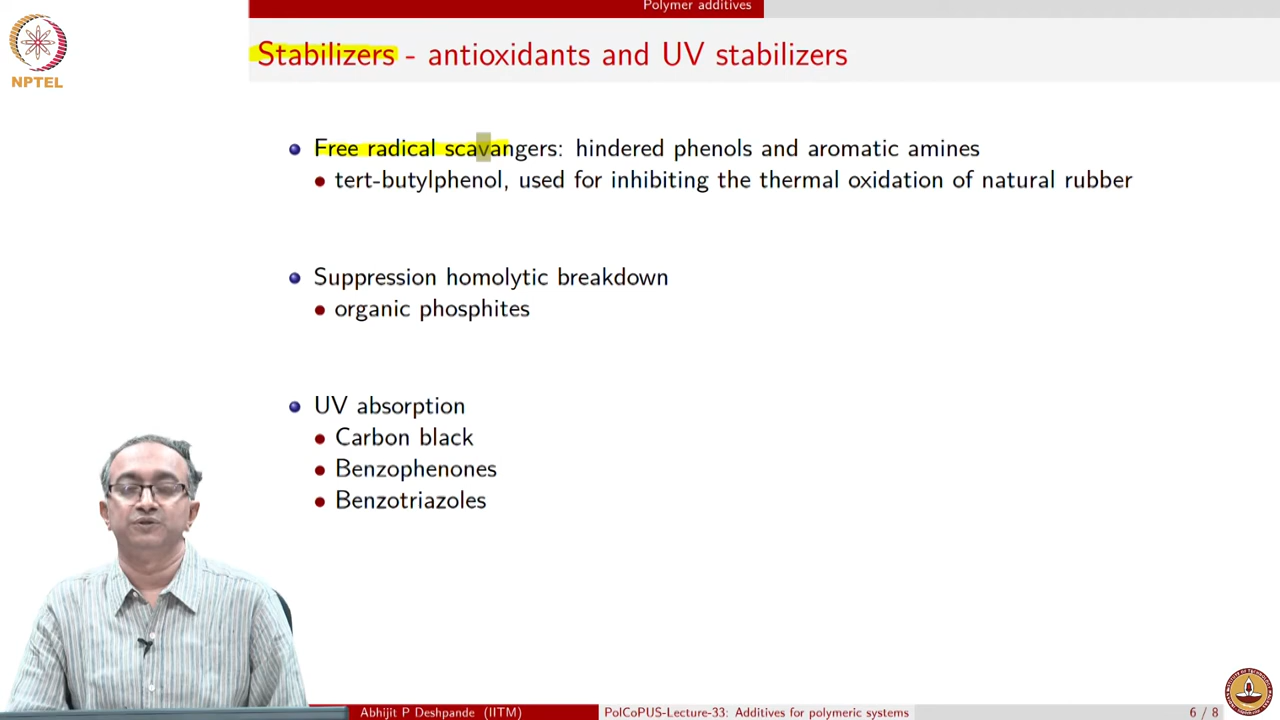 Polymer additives
NPTEL
Stabilizers - antioxidants and UV stabilizers
Free radical scavangers: hindered phenols and aromatic amines
tert-butylphenol, used for inhibiting the thermal oxidation of natural rubber
Suppression homolytic breakdown
organic phosphites
UV absorption
Carbon black
Benzophenones
Benzotriazoles
Abhijit P Deshpande (IITM)
PolCoPUS-Lecture-33: Additives for polymeric systems
6 / 8